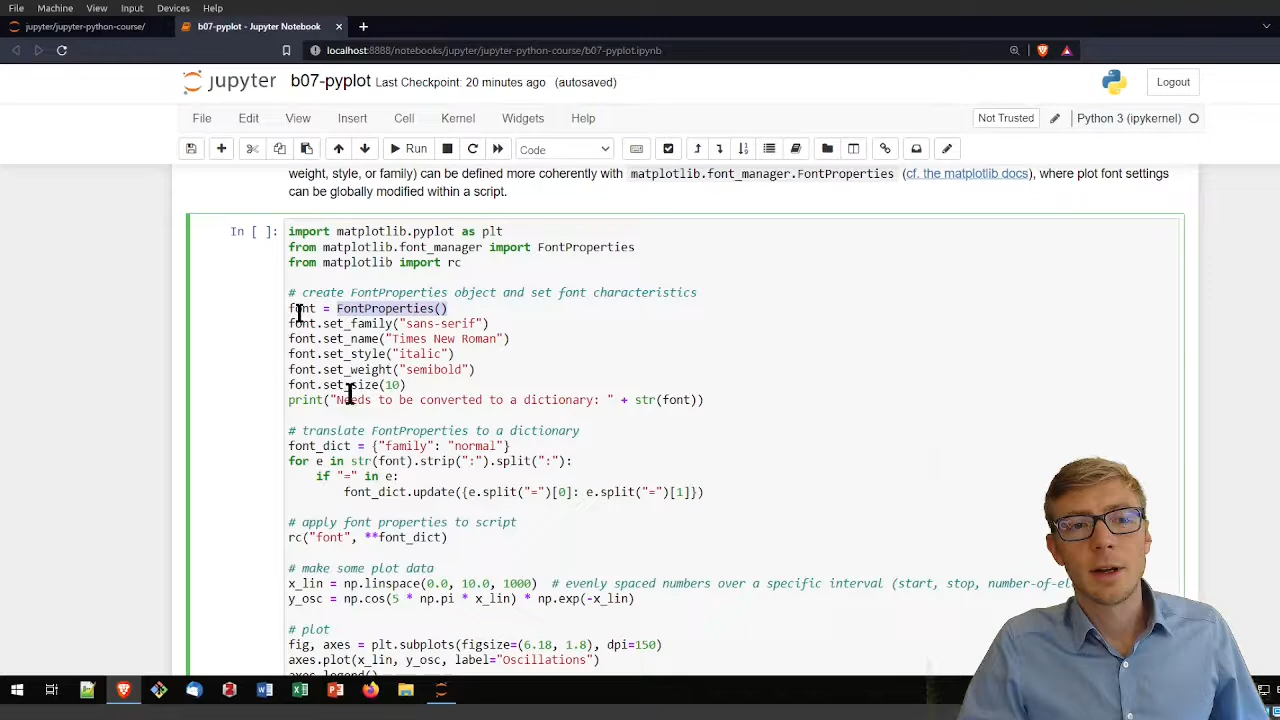 File Machine View Input Devices Help
jupyter/jupyter-python-course/
b07-pyplot - Jupyter Notebook
localhost:8888/notebooks/jupyter/jupyter-python-course/b07-pyplot.ipynb
jupyter b07-pyplot Last Checkpoint: 20 minutes ago (autosaved)
Logout
File Edit View Insert Cell Kernel Widgets Help
Not Trusted
Python 3 (ipykernel)
Run
Code
weight, style, or family) can be defined more coherently with matplotlib.font_manager.FontProperties (cf. the matplotlib docs), where plot font settings
can be globally modified within a script.
In [ ]:
import matplotlib.pyplot as plt
from matplotlib.font_manager import FontProperties
from matplotlib import rc
# create FontProperties object and set font characteristics
font = FontProperties()
font.set_family("sans-serif")
font.set_name("Times New Roman")
font.set_style("italic")
font.set_weight("semibold")
font.set_size(10)
print("Needs to be converted to a dictionary: " + str(font))
# translate FontProperties to a dictionary
font_dict = {"family": "normal"}
for e in str(font).strip(":").split(":"):
if "=" in e:
font_dict.update({e.split("=")[0]: e.split("=")[1]})
# apply font properties to script
rc("font", **font_dict)
# make some plot data
x_lin = np.linspace(0.0, 10.0, 1000) # evenly spaced numbers over a specific interval (start, stop, number-of-
y_osc = np.cos(5 * np.pi * x_lin) * np.exp(-x_lin)
# plot
fig, axes = plt.subplots(figsize=(6.18, 1.8), dpi=150)
axes.plot(x_lin, y_osc, label="Oscillations")
axes.legend()